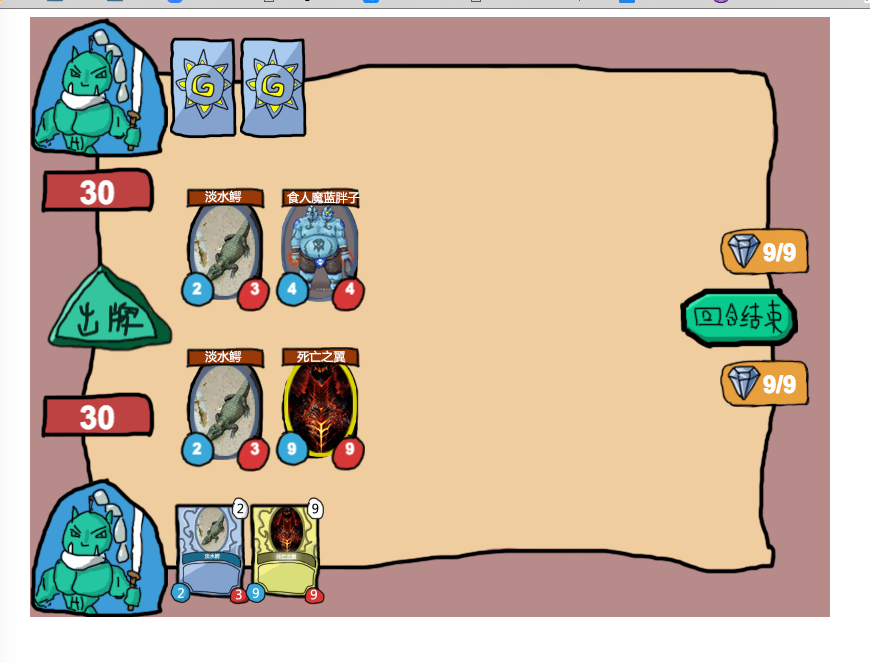 G G
30
淡水鳄 食人魔蓝胖子
2 3 4 4
9/9
出牌
回合结束
淡水鳄 死亡之翼
2 3 9 9
9/9
30
2 9
淡水鳄 死亡之翼
2 3 9 9